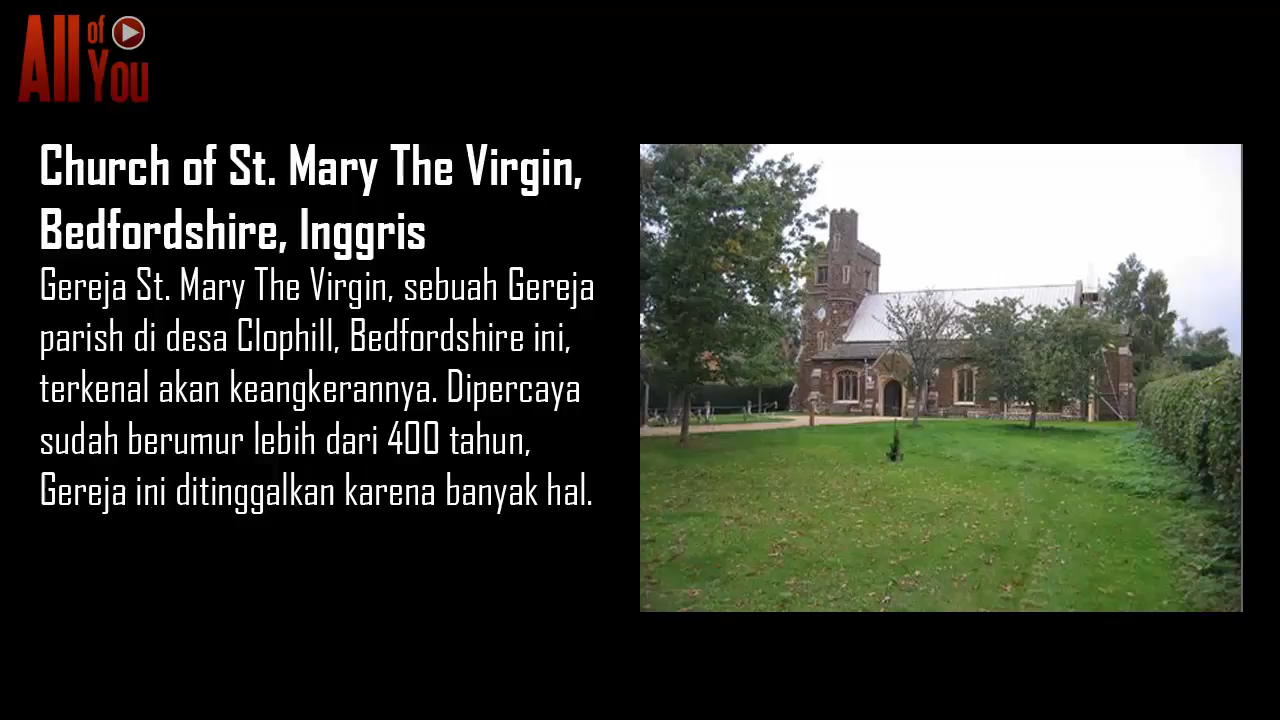 All of You
Church of St. Mary The Virgin,
Bedfordshire, Inggris
Gereja St. Mary The Virgin, sebuah Gereja
parish di desa Clophill, Bedfordshire ini,
terkenal akan keangkerannya. Dipercaya
sudah berumur lebih dari 400 tahun,
Gereja ini ditinggalkan karena banyak hal.